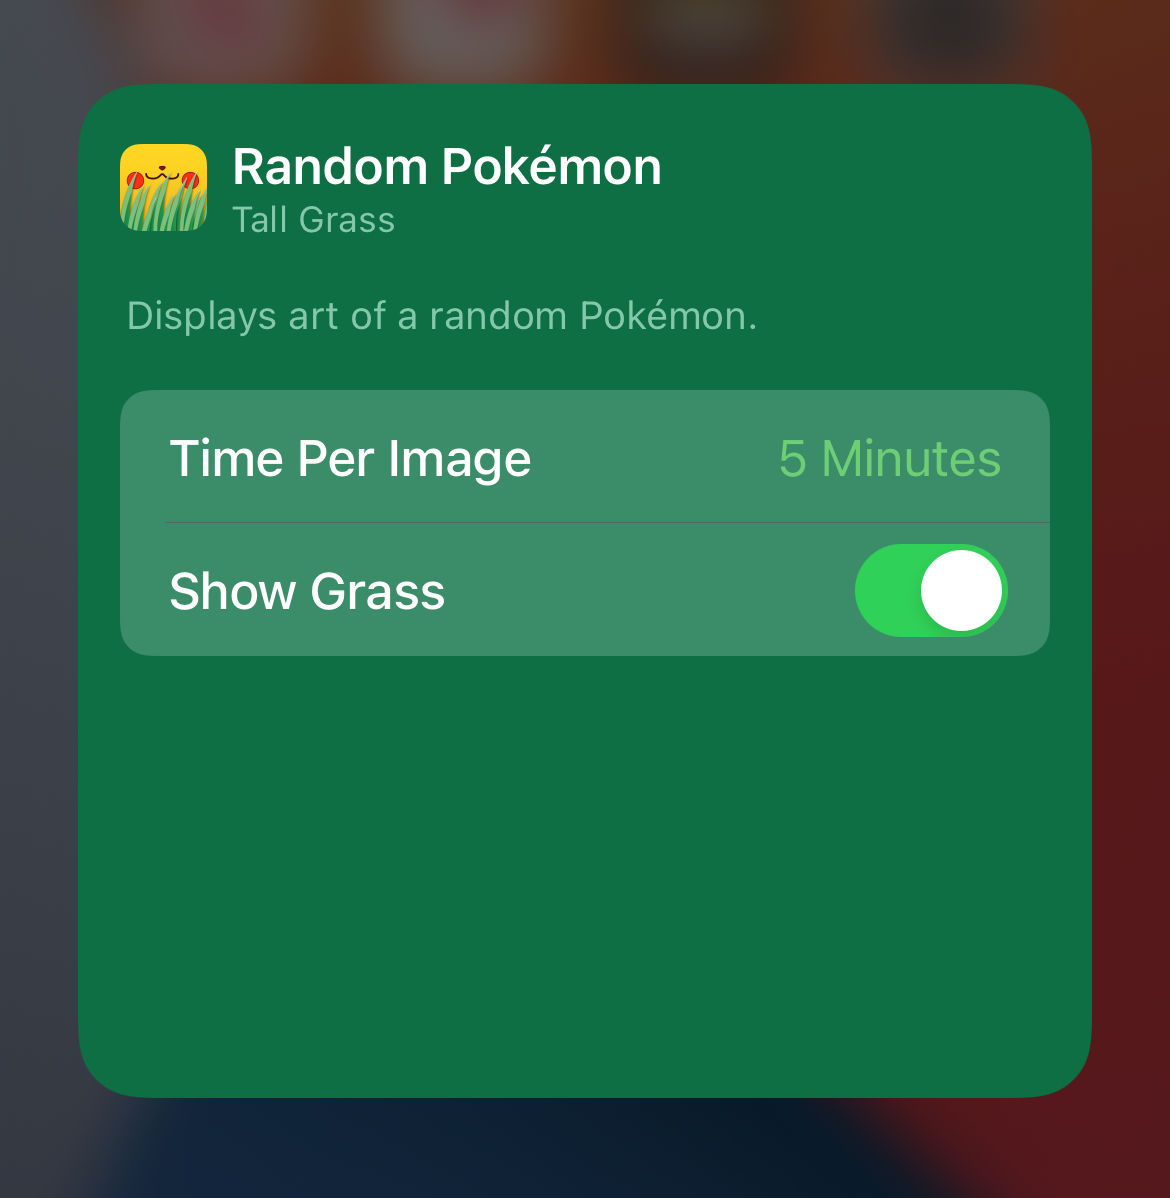 Random Pokémon
Tall Grass
Displays art of a random Pokémon.
Time Per Image 5 Minutes
Show Grass